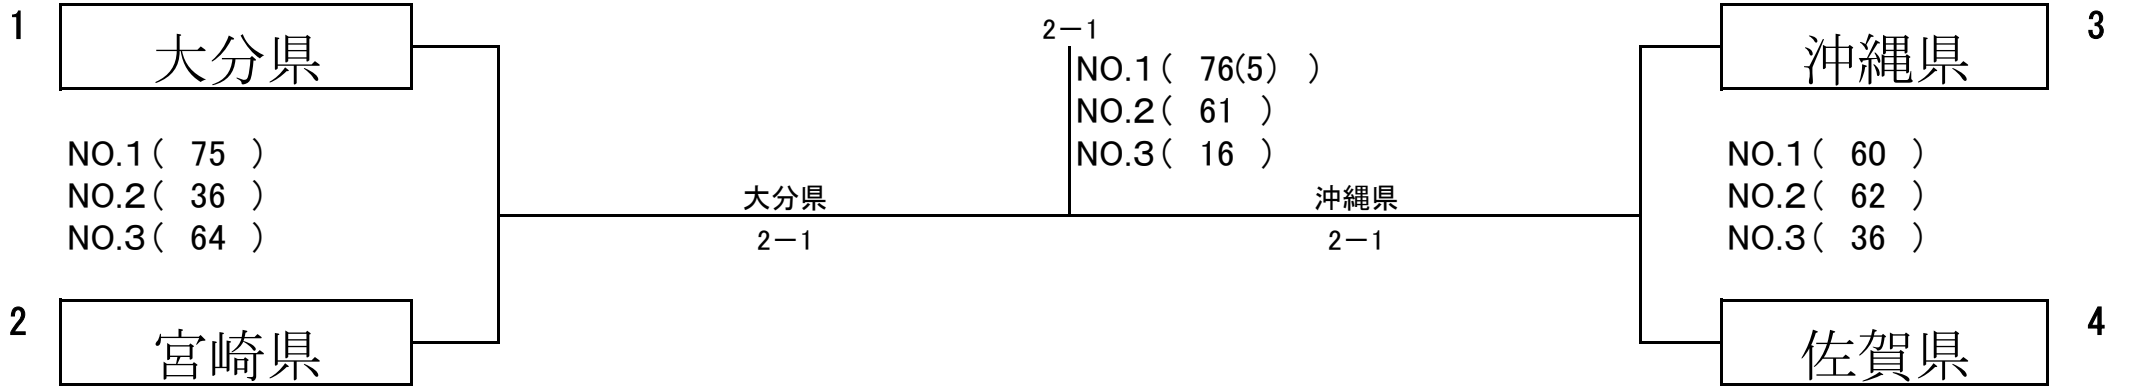 1
大分県
NO.1( 75 )
NO.2( 36 )
NO.3( 64 )
2
宮崎県
大分県
2－1
2－1
NO.1( 76(5) )
NO.2( 61 )
NO.3( 16 )
沖縄県
2－1
沖縄県
3
NO.1( 60 )
NO.2( 62 )
NO.3( 36 )
佐賀県
4